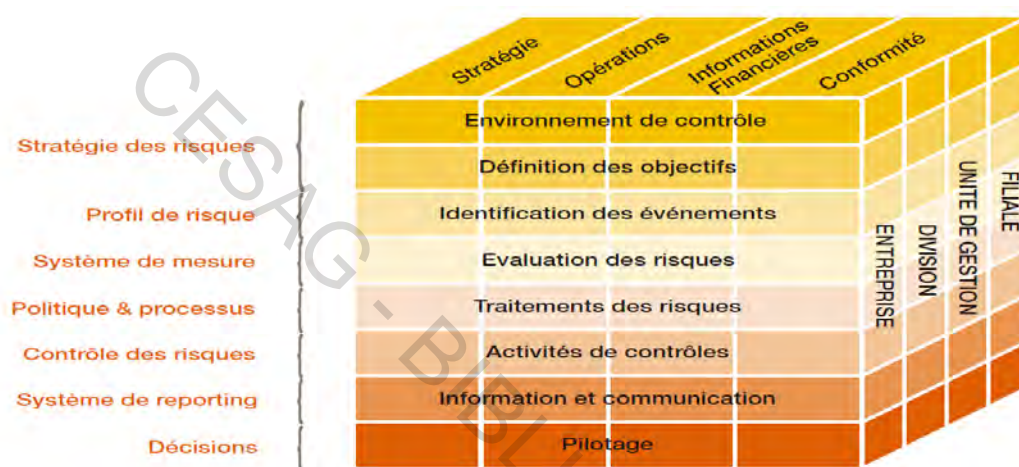 Stratégie
Opérations
Informations
Financières
Conformité
Stratégie des risques
Environnement de contrôle
Définition des objectifs
Profil de risque
Identification des événements
Système de mesure
Evaluation des risques
Politique & processus
Traitements des risques
Contrôle des risques
Activités de contrôles
Système de reporting
Information et communication
Décisions
Pilotage
ENTREPRISE
DIVISION
UNITE DE GESTION
FILIALE
CESAG - BIBLI